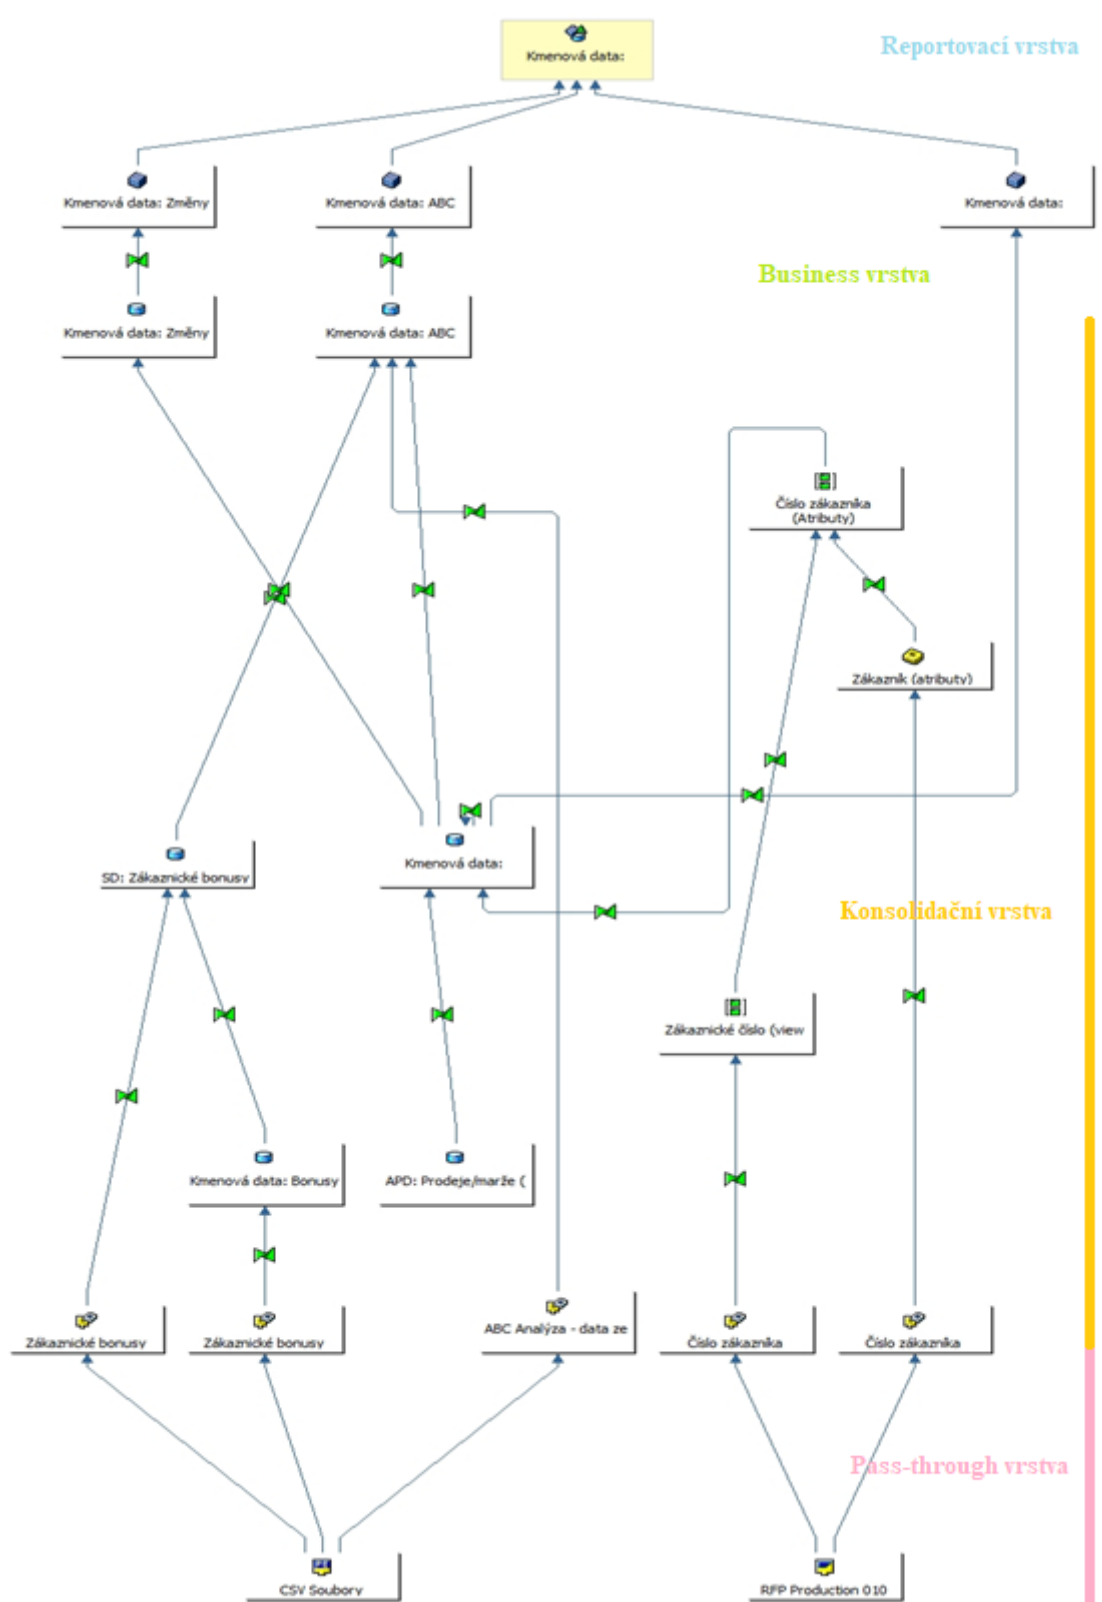 Reportovací vrstva
Kmenová data:
Kmenová data: Změny
Kmenová data: ABC
Kmenová data:
Business vrstva
Kmenová data: Změny
Kmenová data: ABC
Číslo zákazníka
(Atributy)
Zákazník (atributy)
Kmenová data:
SD: Zákaznické bonusy
Konsolidační vrstva
Zákaznické číslo (view
Kmenová data: Bonusy
APD: Prodeje/marže (
ABC Analýza - data ze
Zákaznické bonusy
Zákaznické bonusy
Číslo zákazníka
Číslo zákazníka
Pass-through vrstva
CSV Soubory
RFP Production 010